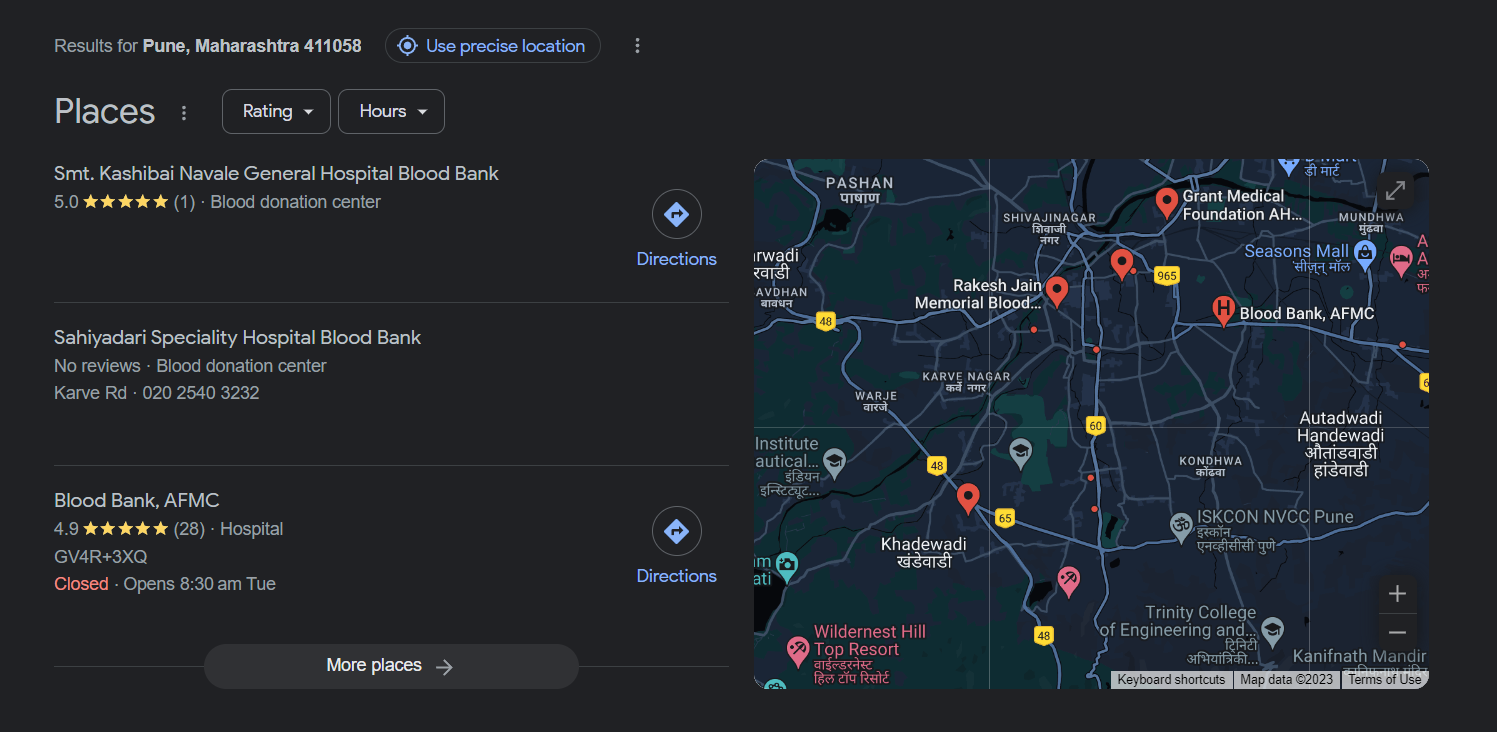 Results for Pune, Maharashtra 411058
Use precise location
Places
Rating
Hours
Smt. Kashibai Navale General Hospital Blood Bank
5.0 (1) · Blood donation center
Directions
Sahiyadari Speciality Hospital Blood Bank
No reviews · Blood donation center
Karve Rd · 020 2540 3232
Blood Bank, AFMC
4.9 (28) · Hospital
GV4R+3XQ
Closed · Opens 8:30 am Tue
Directions
More places
डी मार्ट
PASHAN
पाषाण
Grant Medical
Foundation AH...
SHIVAJINAGAR
शिवाजी
नगर
MUNDHWA
मुंढवा
Seasons Mall
सीज़न् मॉल
A
A
rwadi
रवाडी
AVDHAN
बावधन
965
Rakesh Jain
Memorial Blood...
48
Blood Bank, AFMC
KARVE NAGAR
कर्वे नगर
6
WARJE
वारजे
Autadwadi
Handewadi
औतांडवाडी
हांडेवाडी
60
Institute
autical...
इंडियन
इन्स्टिट्यूट...
48
KONDHWA
कोंढवा
65
ISKCON NVCC Pune
इस्कॉन
एनव्हीसीसी पुणे
Khadewadi
खंडेवाडी
im
ati
Trinity College
of Engineering and...
ट्रिनिटी
अभियांत्रिकी...
48
Wildernest Hill
Top Resort
वाईल्डरनेस्ट
हिल टॉप रिसोर्ट
Kanifnath Mandir
Keyboard shortcuts
Map data ©2023
Terms of Use